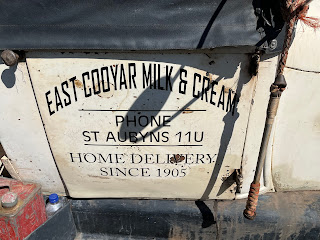 EAST COOYAR MILK & CREAM
PHONE
ST AUBYNS 11U
HOME DELIVERY
SINCE 1905